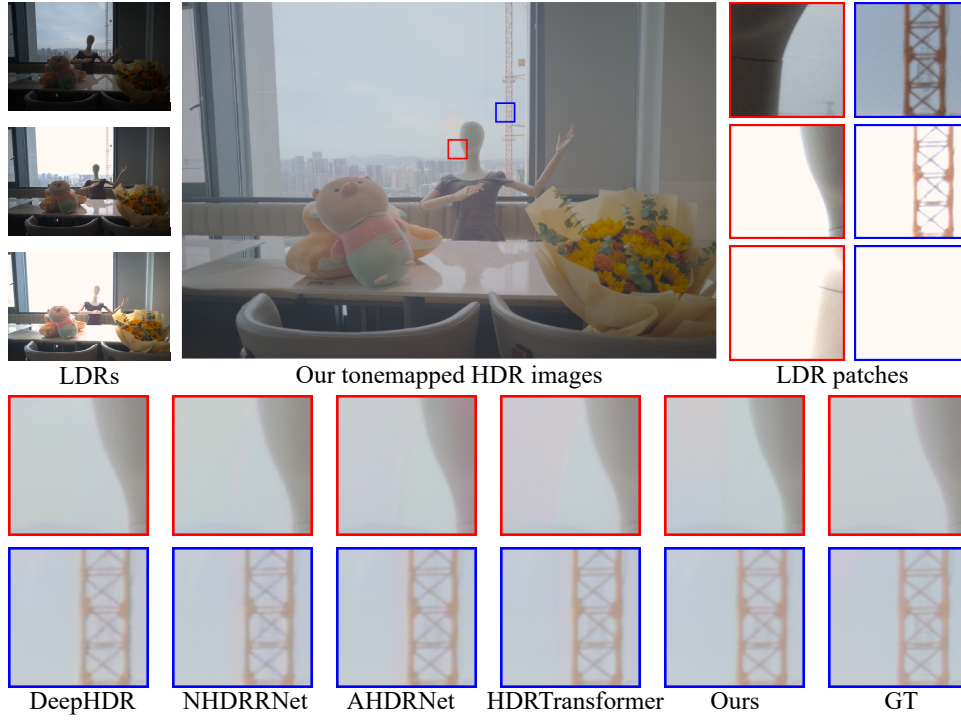 LDRs
Our tonemapped HDR images
LDR patches
DeepHDR
NHDRRNet
AHDRNet
HDRTransformer
Ours
GT